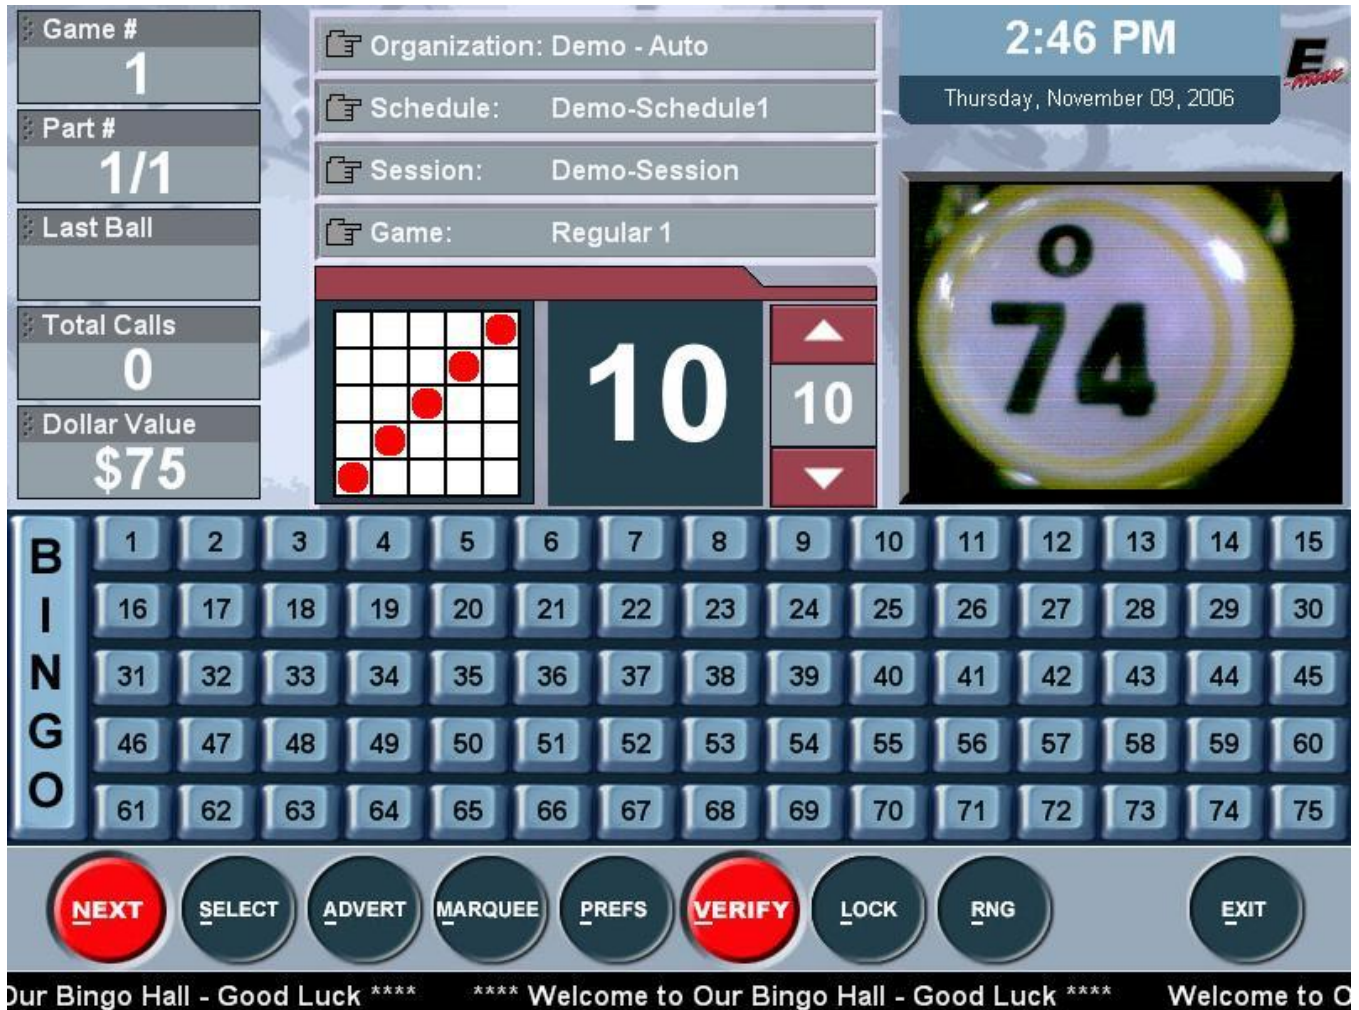 Game #
1
Part #
1/1
Last Ball
Total Calls
0
Dollar Value
$75
Organization: Demo - Auto
Schedule: Demo-Schedule1
Session: Demo-Session
Game: Regular 1
10
10
2:46 PM
Thursday, November 09, 2006
E
O
74
B 1 2 3 4 5 6 7 8 9 10 11 12 13 14 15
I 16 17 18 19 20 21 22 23 24 25 26 27 28 29 30
N 31 32 33 34 35 36 37 38 39 40 41 42 43 44 45
G 46 47 48 49 50 51 52 53 54 55 56 57 58 59 60
O 61 62 63 64 65 66 67 68 69 70 71 72 73 74 75
NEXT SELECT ADVERT MARQUEE PREFS VERIFY LOCK RNG EXIT
Our Bingo Hall - Good Luck **** **** Welcome to Our Bingo Hall - Good Luck **** Welcome to O